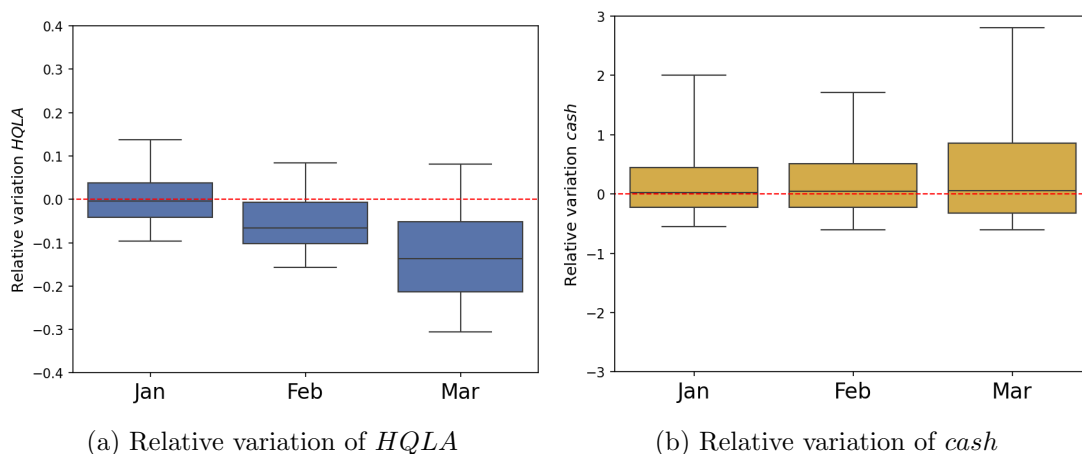 0.4
0.3
0.2
0.1
0.0
−0.1
−0.2
−0.3
−0.4
Relative variation HQLA
Jan Feb Mar
(a) Relative variation of HQLA
3
2
1
0
−1
−2
−3
Relative variation cash
Jan Feb Mar
(b) Relative variation of cash